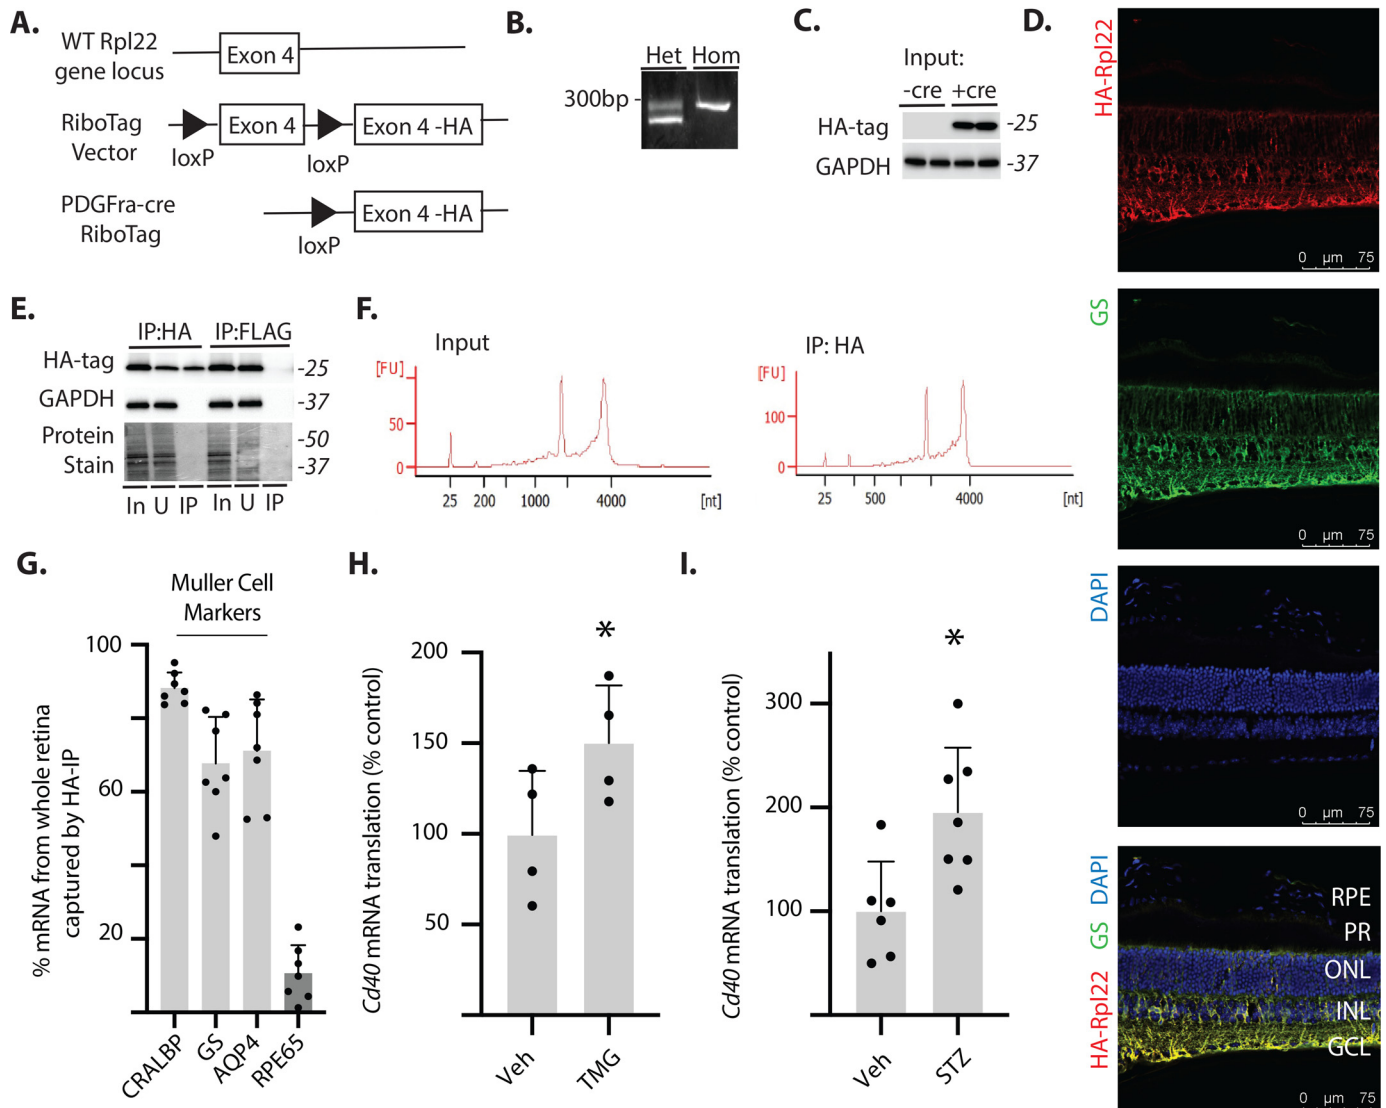 A.
WT Rpl22
gene locus
Exon 4
RiboTag
Vector
Exon 4
Exon 4 -HA
loxP
loxP
PDGFra-cre
RiboTag
Exon 4 -HA
loxP
B.
Het Hom
300bp -
C.
Input:
-cre +cre
HA-tag
-25
GAPDH
-37
D.
HA-Rpl22
0 µm 75
GS
0 µm 75
DAPI
0 µm 75
HA-Rpl22 GS DAPI
RPE
PR
ONL
INL
GCL
0 µm 75
E.
IP:HA IP:FLAG
HA-tag
-25
GAPDH
-37
Protein
Stain
-50
-37
In U IP In U IP
F.
Input
[FU]
50
0
25 200 1000 4000 [nt]
IP: HA
[FU]
100
0
25 500 4000 [nt]
G.
Muller Cell
Markers
% mRNA from whole retina
captured by HA-IP
100
60
20
CRALBP
GS
AQP4
RPE65
H.
Cd40 mRNA translation (% control)
200
150
100
50
*
Veh
TMG
I.
Cd40 mRNA translation (% control)
300
200
100
*
Veh
STZ